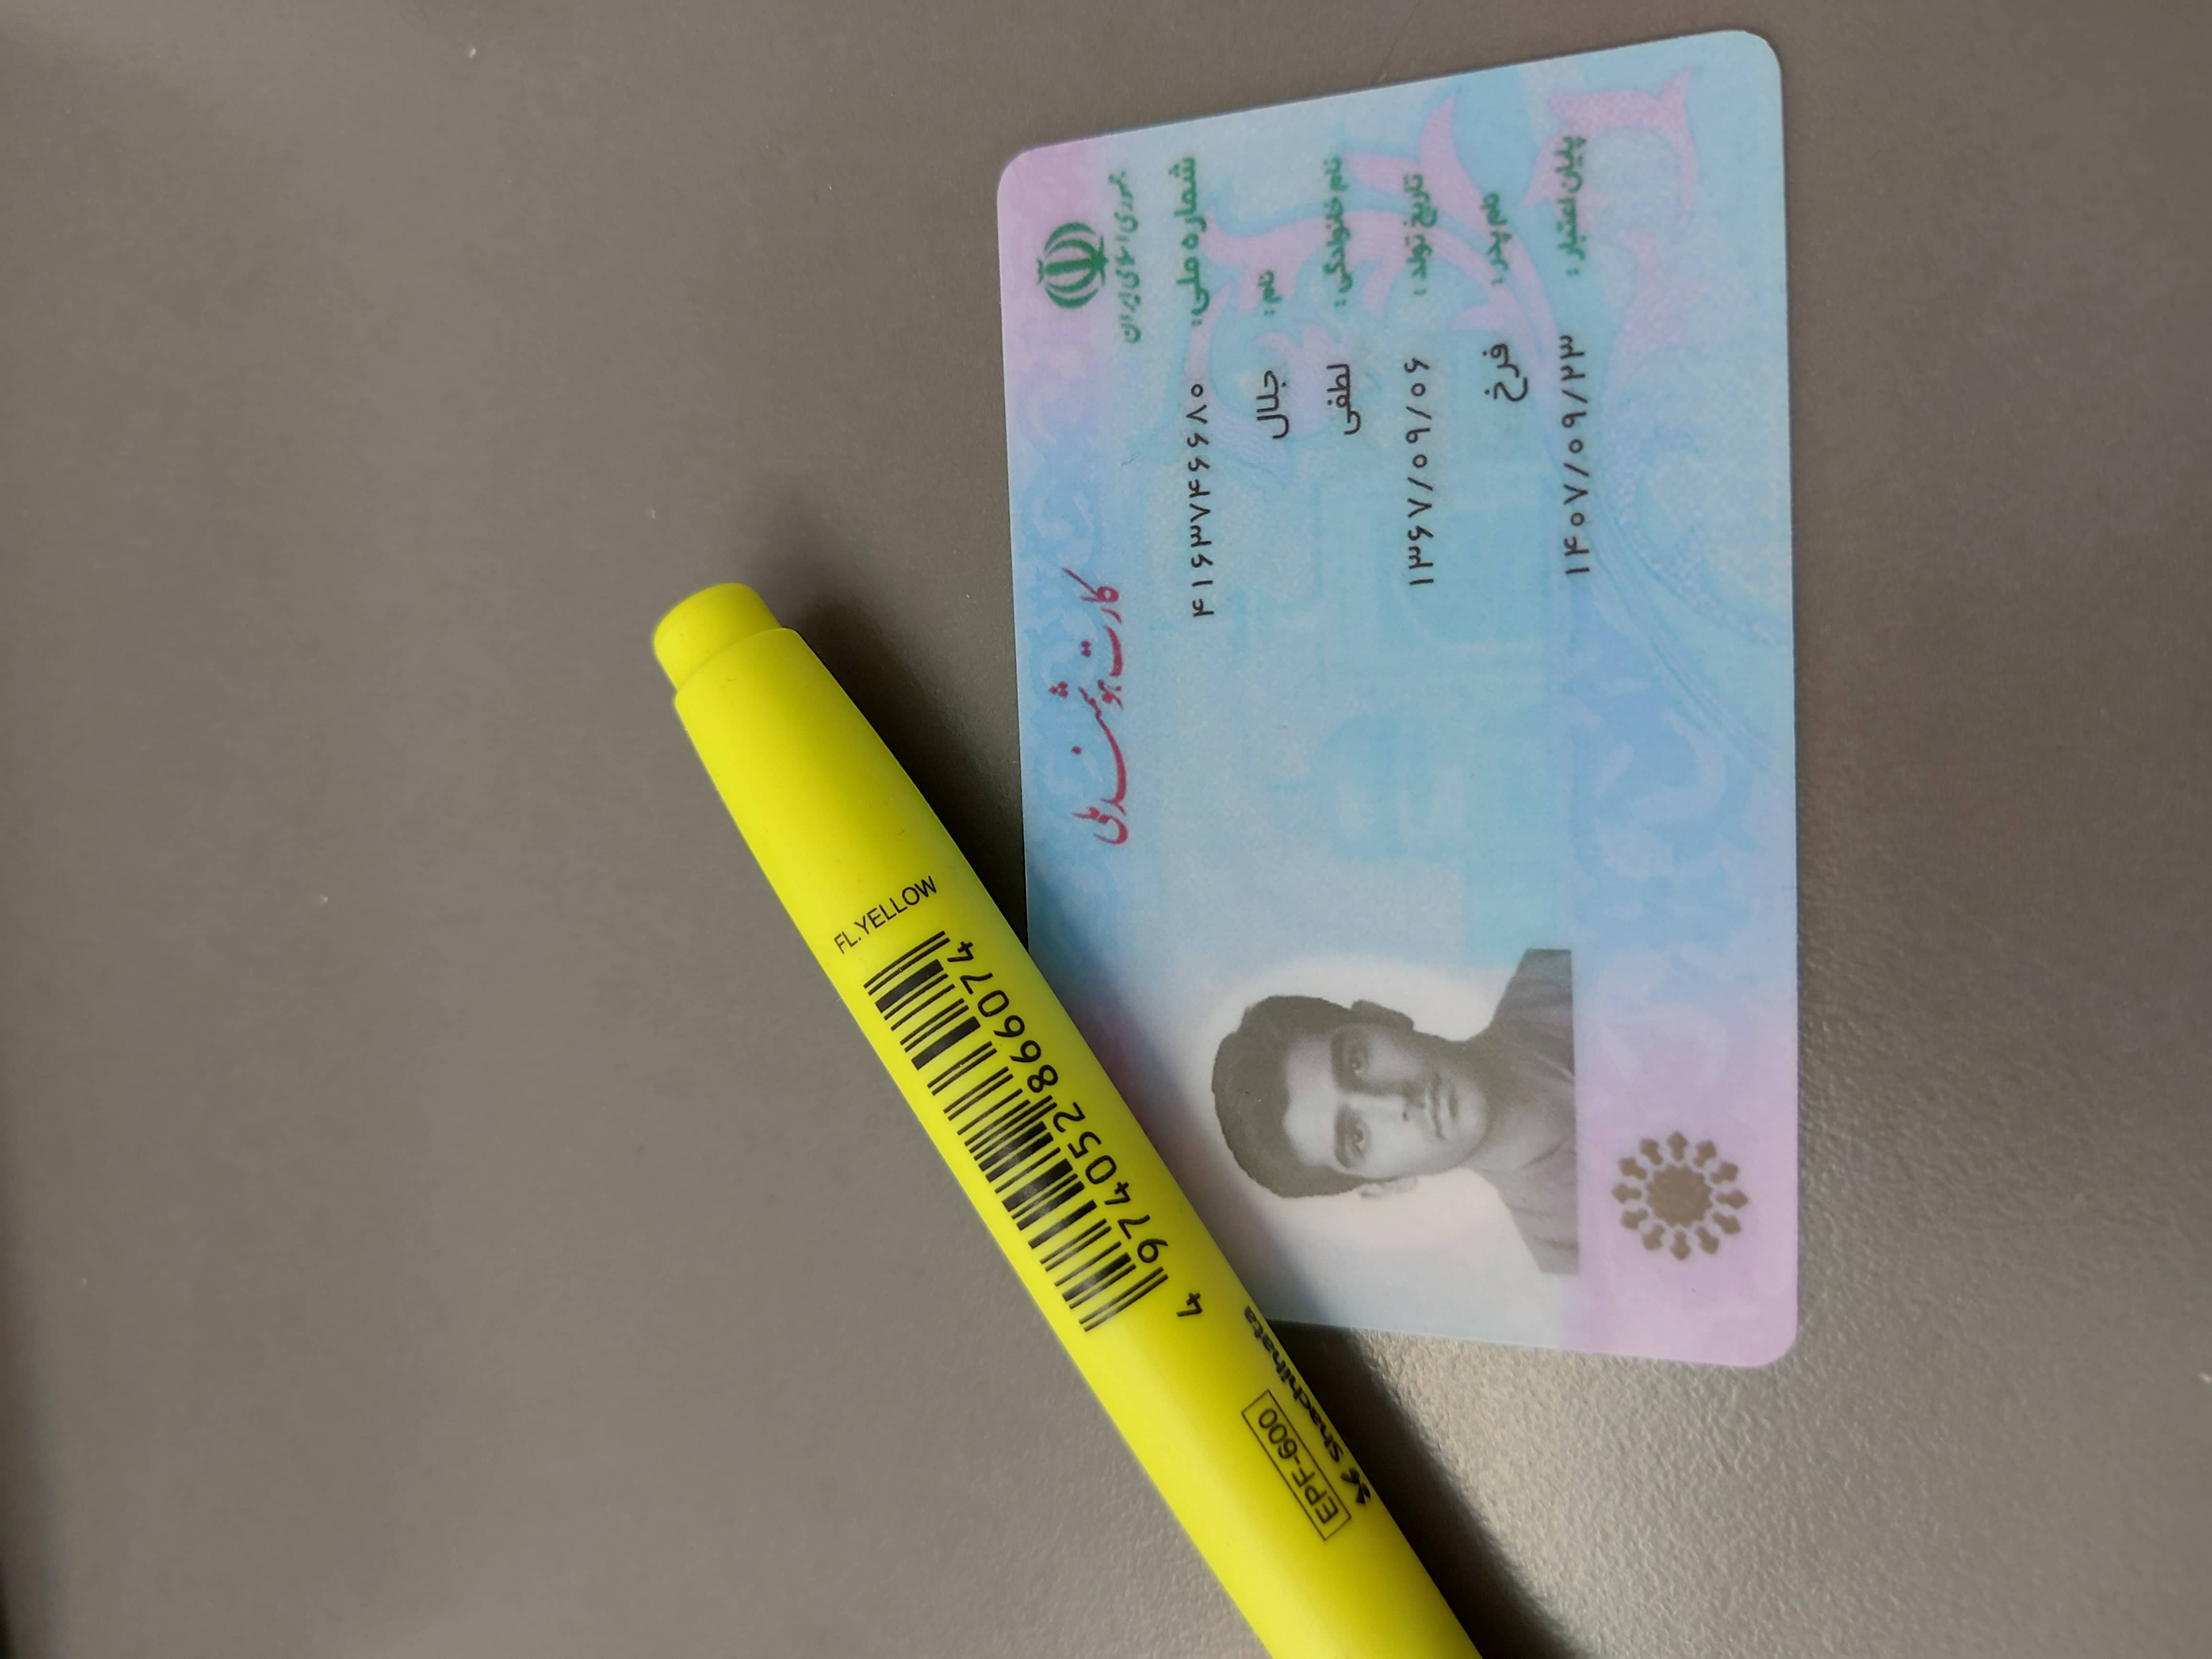 جمهوری اسلامی ایران
کارت هوشمند ملی
شماره ملی: ۴۱۶۳۷۴۶۶۸۰
نام: جلال
نام خانوادگی: لطفی
تاریخ تولد: ۱۳۶۷/۰۹/۰۶
نام پدر: فرخ
پایان اعتبار: ۱۴۰۷/۰۹/۲۳
FL.YELLOW
4 974052 866074
Shachihata
EPF-600